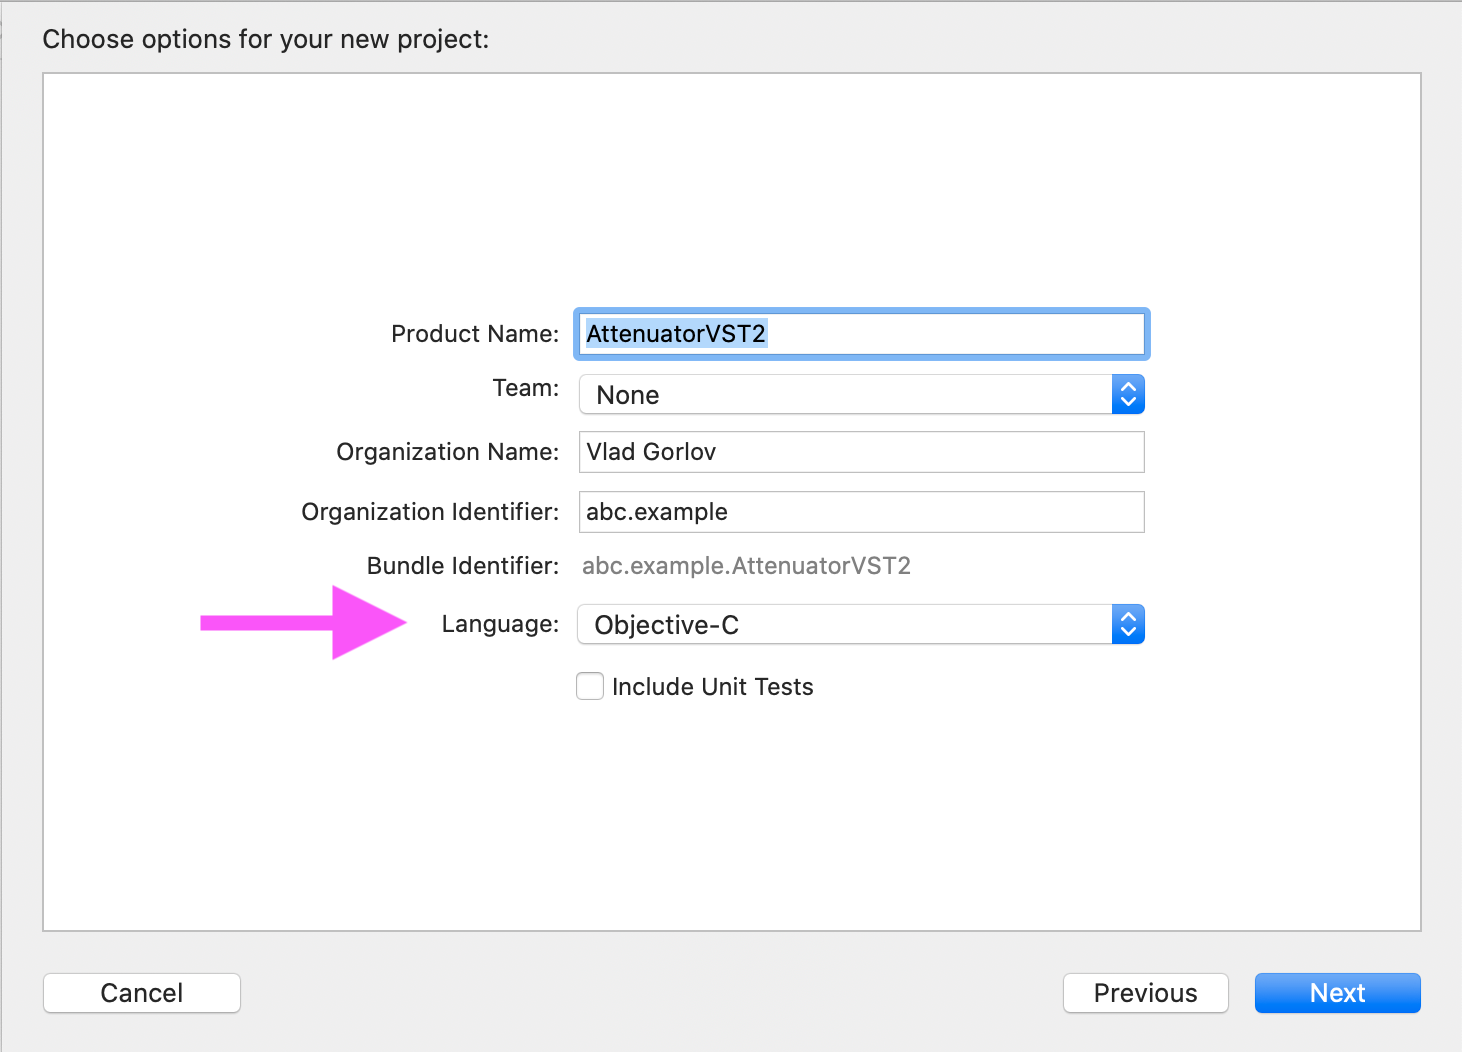 Choose options for your new project:
Product Name: AttenuatorVST2
Team: None
Organization Name: Vlad Gorlov
Organization Identifier: abc.example
Bundle Identifier: abc.example.AttenuatorVST2
Language: Objective-C
Include Unit Tests
Cancel Previous Next